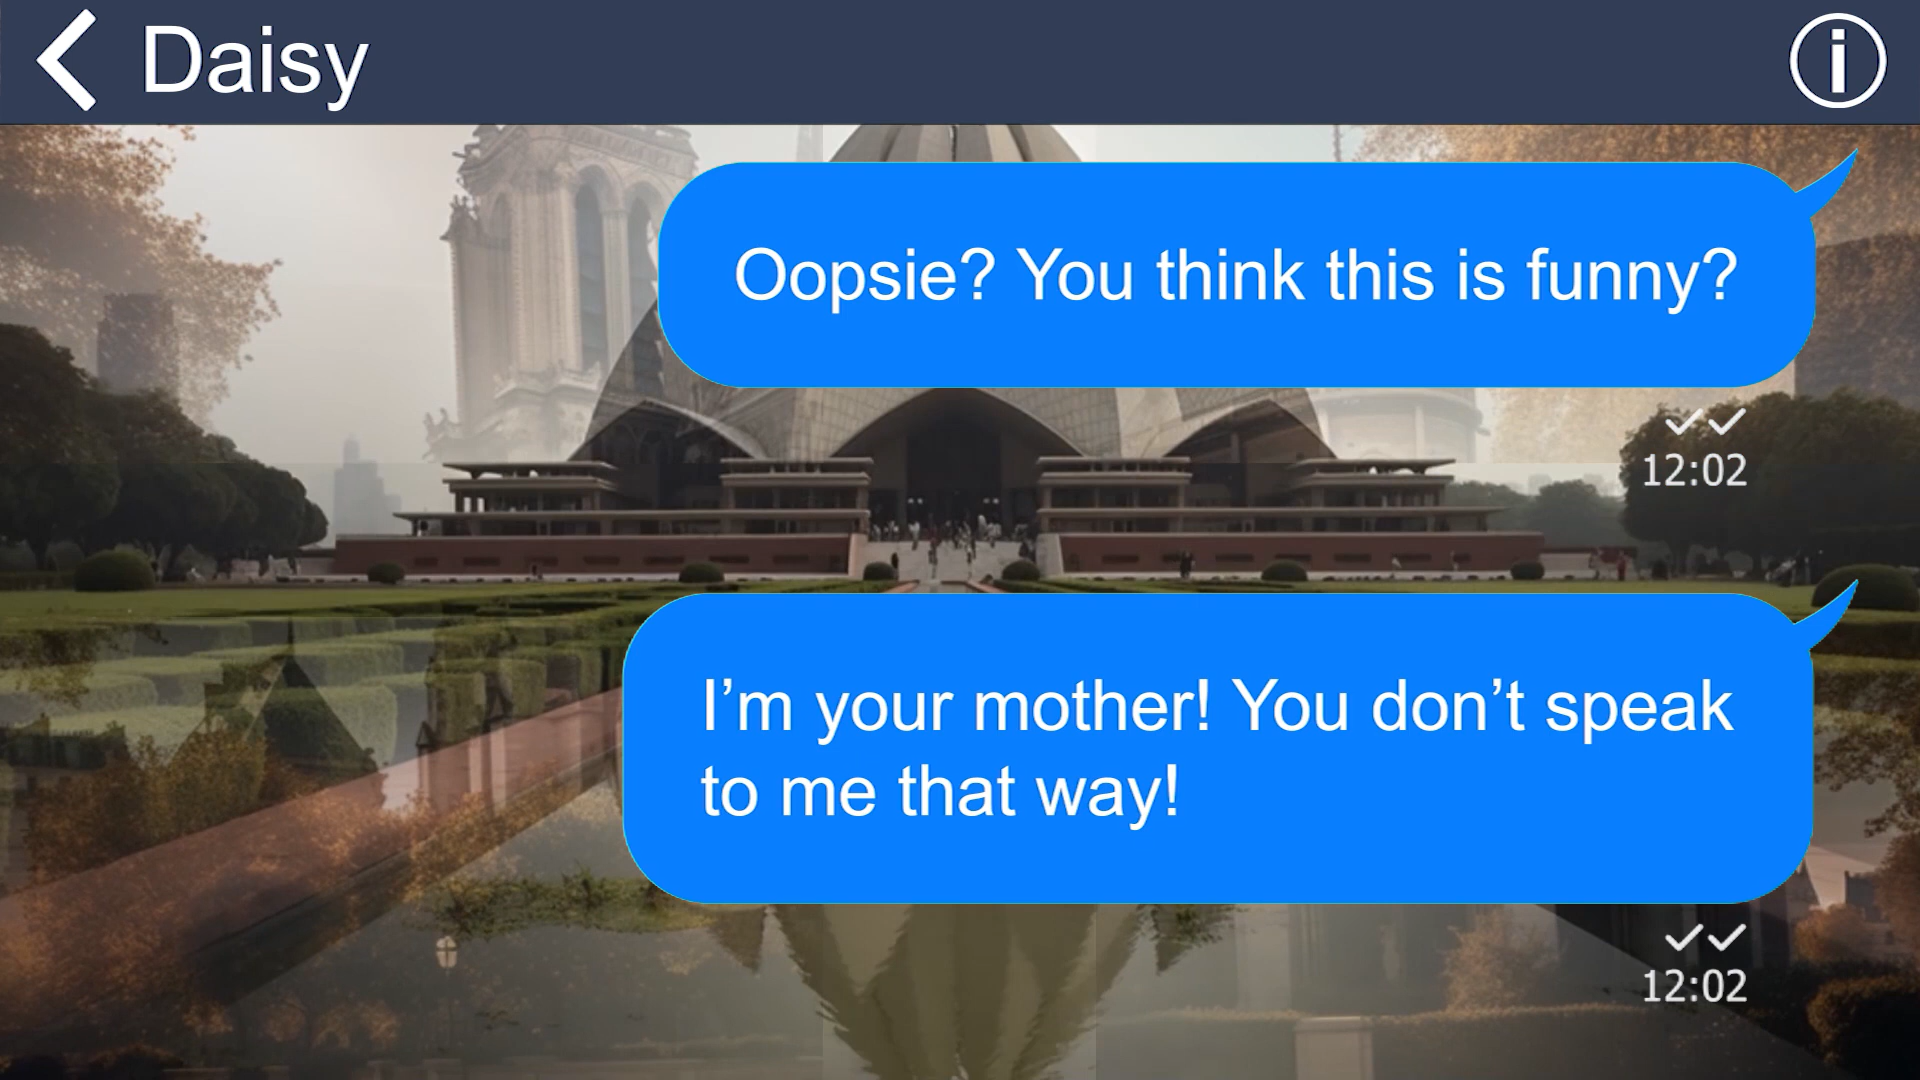 Daisy
Oopsie? You think this is funny?
12:02
I’m your mother! You don’t speak
to me that way!
12:02